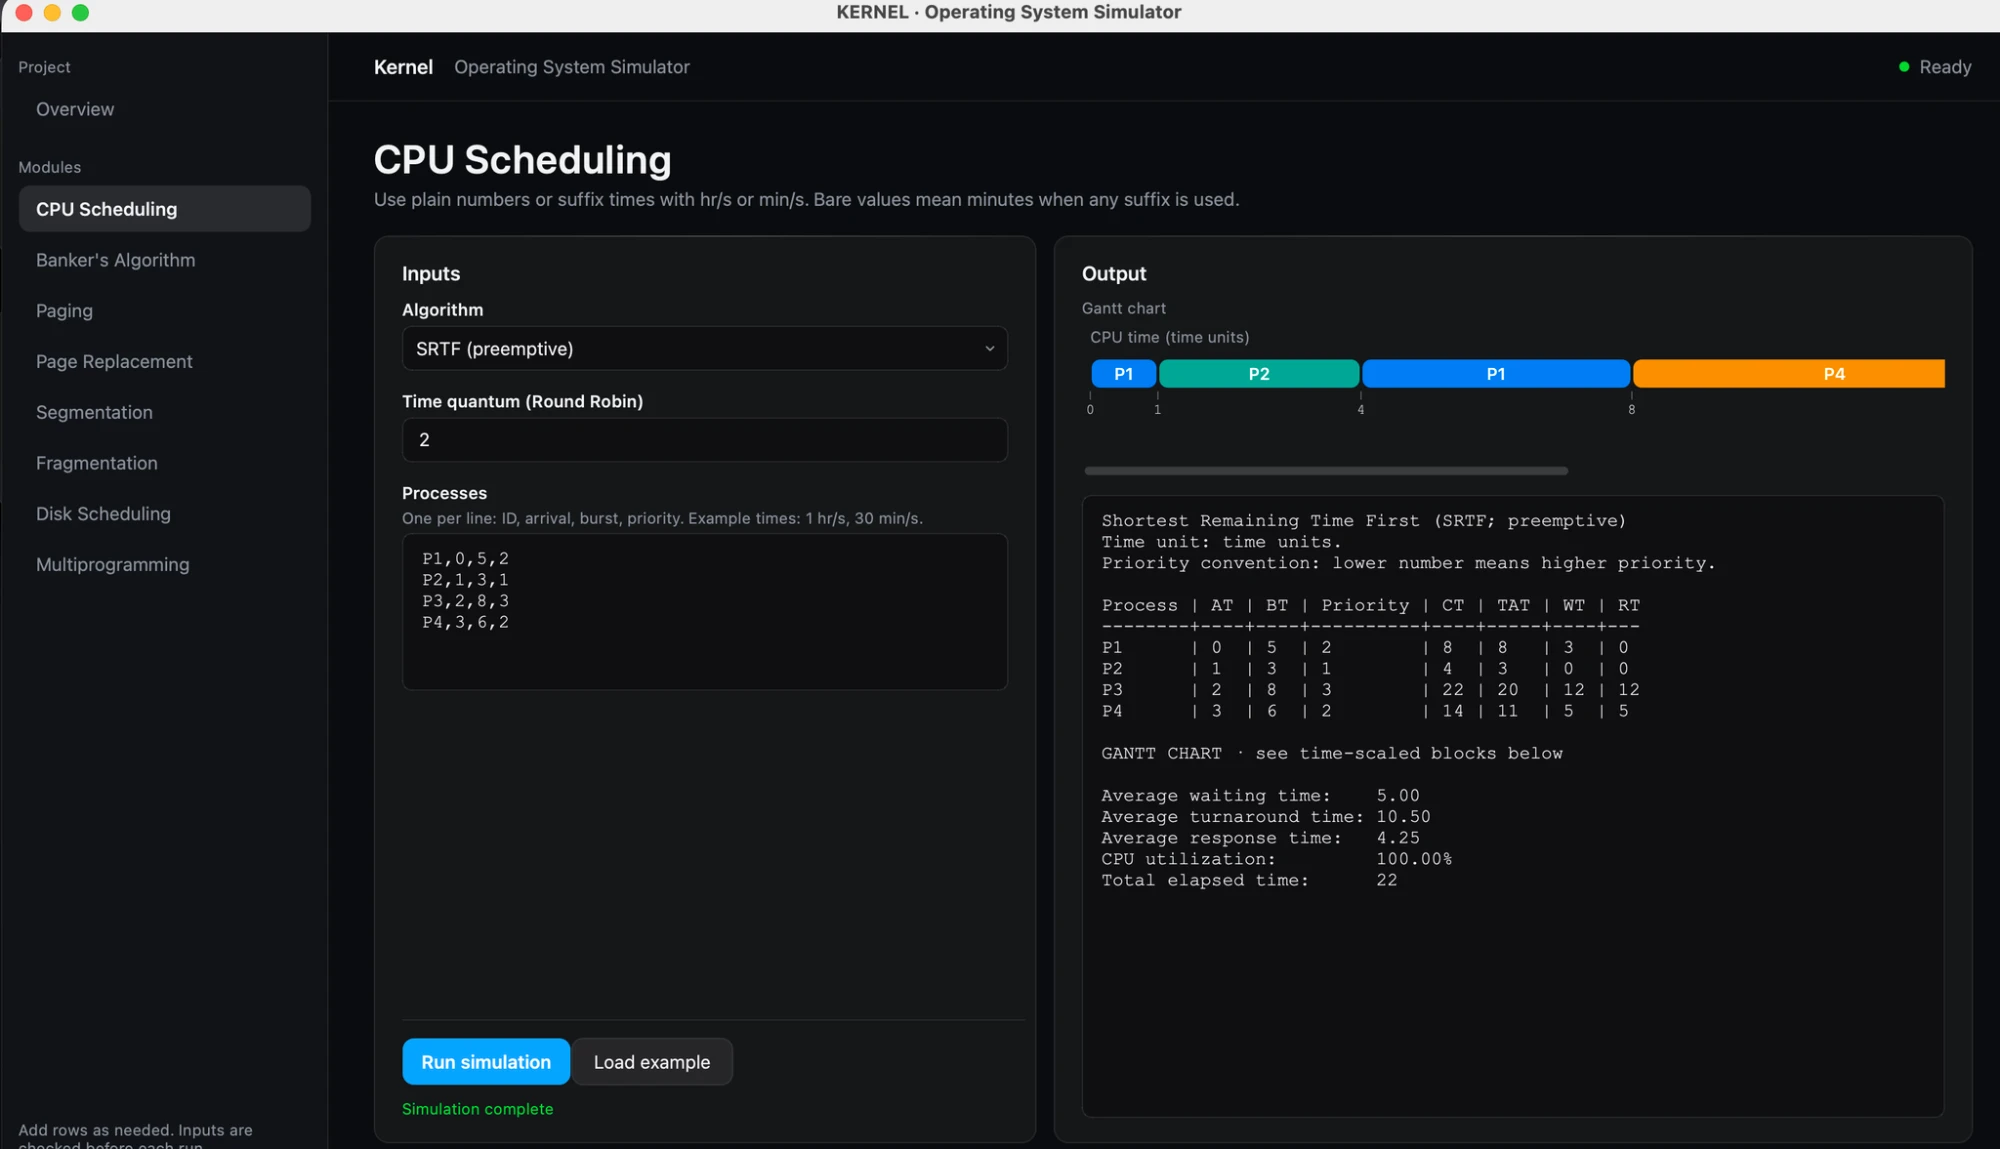 KERNEL · Operating System Simulator
Project
Overview
Modules
CPU Scheduling
Banker's Algorithm
Paging
Page Replacement
Segmentation
Fragmentation
Disk Scheduling
Multiprogramming
Add rows as needed. Inputs are
checked before each run.
Kernel Operating System Simulator
Ready
CPU Scheduling
Use plain numbers or suffix times with hr/s or min/s. Bare values mean minutes when any suffix is used.
Inputs
Algorithm
SRTF (preemptive)
Time quantum (Round Robin)
2
Processes
One per line: ID, arrival, burst, priority. Example times: 1 hr/s, 30 min/s.
P1,0,5,2
P2,1,3,1
P3,2,8,3
P4,3,6,2
Run simulation Load example
Simulation complete
Output
Gantt chart
CPU time (time units)
P1 P2 P1 P4
0 1 4 8
Shortest Remaining Time First (SRTF; preemptive)
Time unit: time units.
Priority convention: lower number means higher priority.
Process | AT | BT | Priority | CT | TAT | WT | RT
--------+----+----+----------+----+-----+----+---
P1 | 0 | 5 | 2 | 8 | 8 | 3 | 0
P2 | 1 | 3 | 1 | 4 | 3 | 0 | 0
P3 | 2 | 8 | 3 | 22 | 20 | 12 | 12
P4 | 3 | 6 | 2 | 14 | 11 | 5 | 5
GANTT CHART · see time-scaled blocks below
Average waiting time: 5.00
Average turnaround time: 10.50
Average response time: 4.25
CPU utilization: 100.00%
Total elapsed time: 22